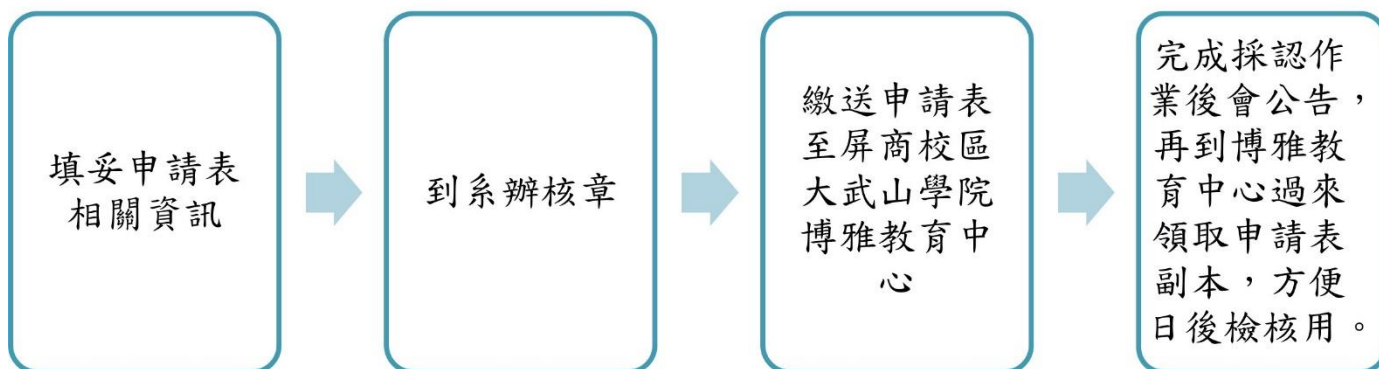 填妥申請表
相關資訊
到系辦核章
繳送申請表
至屏商校區
大武山學院
博雅教育中
心
完成採認作
業後會公告，
再到博雅教
育中心過來
領取申請表
副本，方便
日後檢核用。